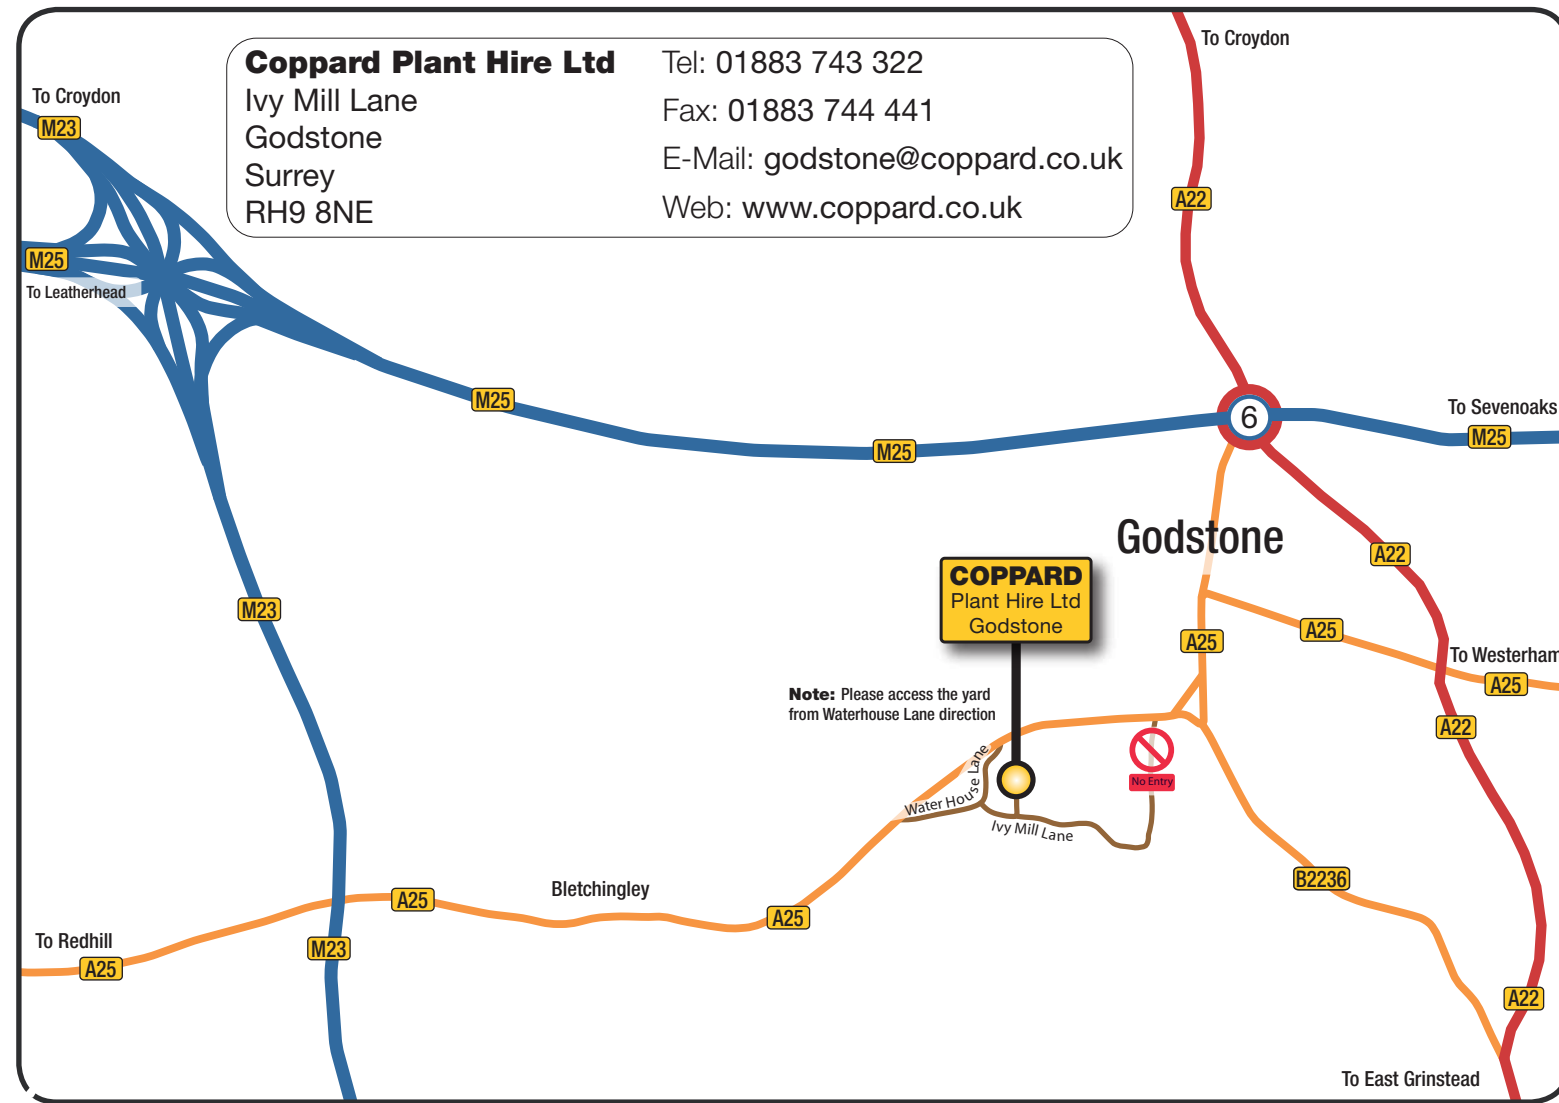 Coppard Plant Hire Ltd
Ivy Mill Lane
Godstone
Surrey
RH9 8NE
Tel: 01883 743 322
Fax: 01883 744 441
E-Mail: godstone@coppard.co.uk
Web: www.coppard.co.uk
To Croydon
To Croydon
M23
A22
M25
To Leatherhead
M25
6
To Sevenoaks
M25
M25
Godstone
A22
COPPARD
Plant Hire Ltd
Godstone
M23
A25
A25
To Westerham
A25
Note: Please access the yard
from Waterhouse Lane direction
A22
No Entry
Water House Lane
Ivy Mill Lane
B2236
Bletchingley
A25
A25
To Redhill
M23
A25
A22
To East Grinstead